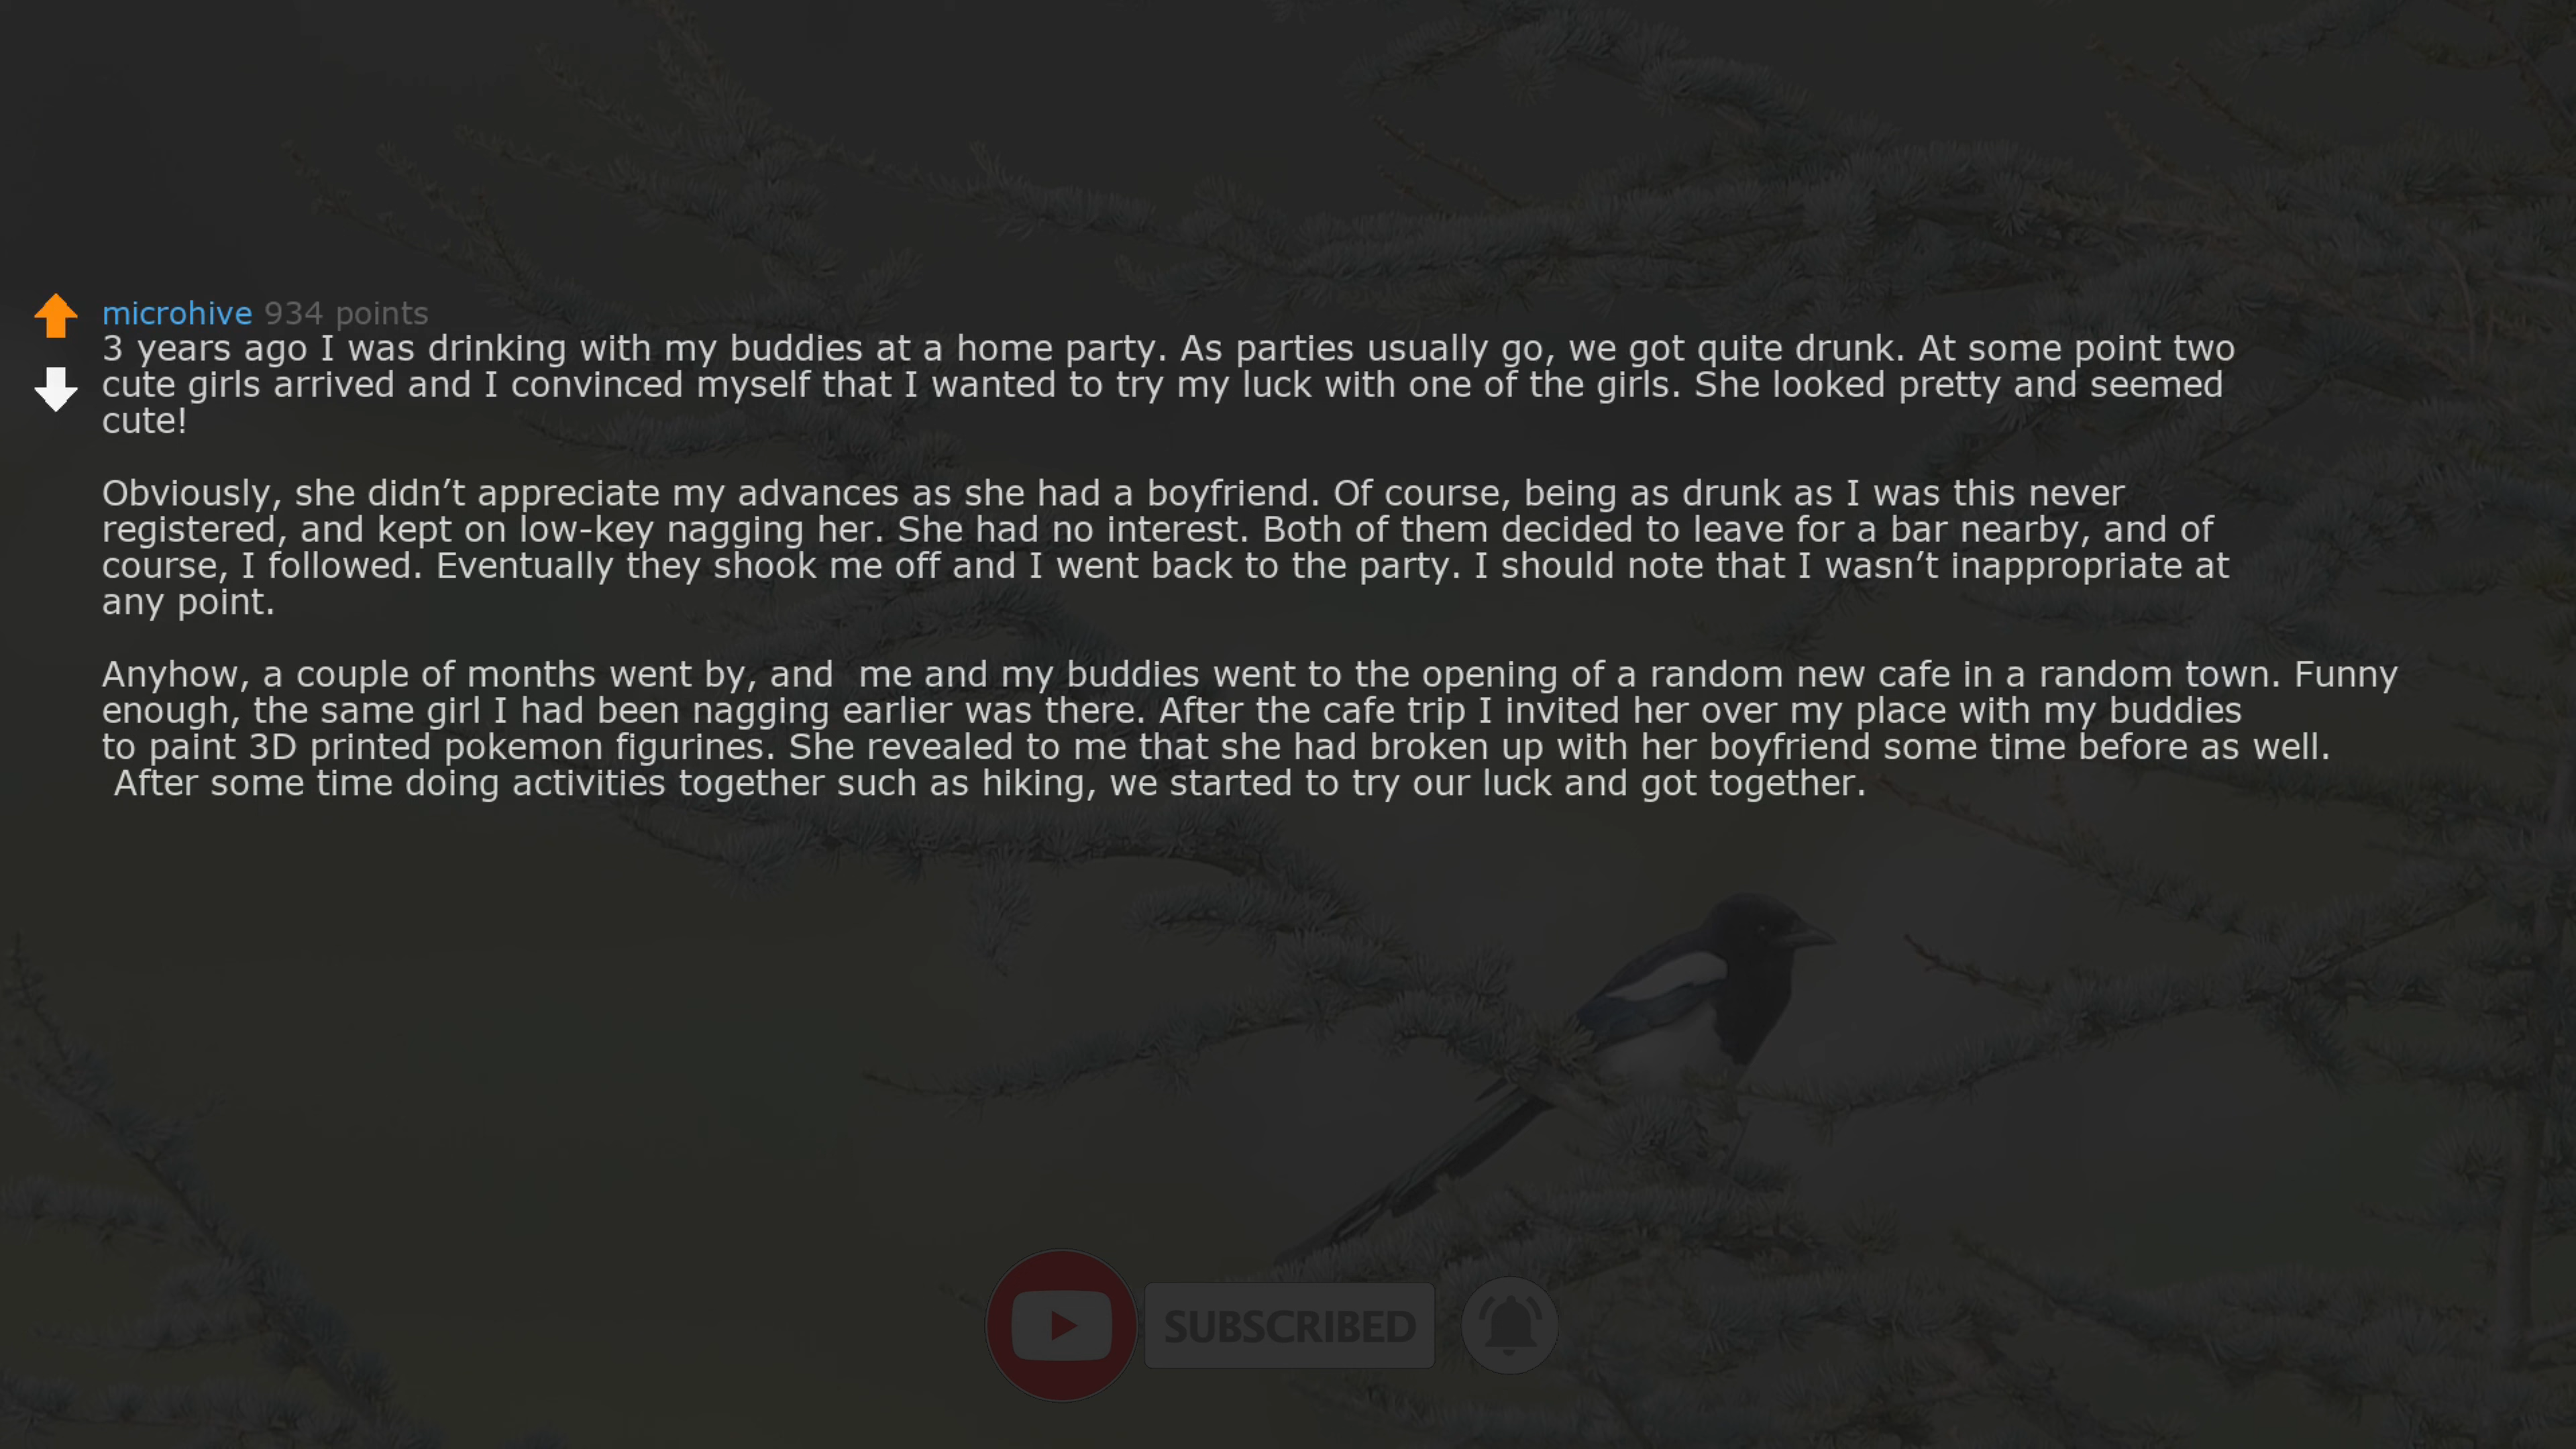 microhive 934 points
3 years ago I was drinking with my buddies at a home party. As parties usually go, we got quite drunk. At some point two
cute girls arrived and I convinced myself that I wanted to try my luck with one of the girls. She looked pretty and seemed
cute!
Obviously, she didn’t appreciate my advances as she had a boyfriend. Of course, being as drunk as I was this never
registered, and kept on low-key nagging her. She had no interest. Both of them decided to leave for a bar nearby, and of
course, I followed. Eventually they shook me off and I went back to the party. I should note that I wasn’t inappropriate at
any point.
Anyhow, a couple of months went by, and  me and my buddies went to the opening of a random new cafe in a random town. Funny
enough, the same girl I had been nagging earlier was there. After the cafe trip I invited her over my place with my buddies
to paint 3D printed pokemon figurines. She revealed to me that she had broken up with her boyfriend some time before as well.
After some time doing activities together such as hiking, we started to try our luck and got together.
SUBSCRIBED